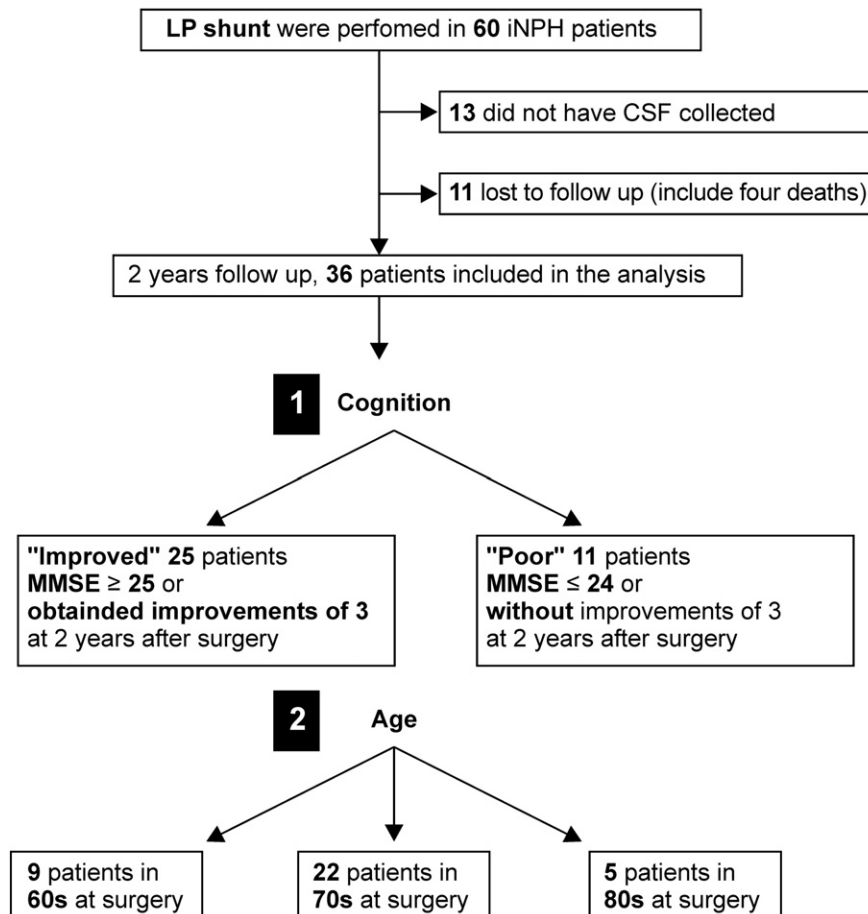 LP shunt were perfomed in 60 iNPH patients
13 did not have CSF collected
11 lost to follow up (include four deaths)
2 years follow up, 36 patients included in the analysis
1 Cognition
"Improved" 25 patients
MMSE ≥ 25 or
obtainded improvements of 3
at 2 years after surgery
"Poor" 11 patients
MMSE ≤ 24 or
without improvements of 3
at 2 years after surgery
2 Age
9 patients in
60s at surgery
22 patients in
70s at surgery
5 patients in
80s at surgery